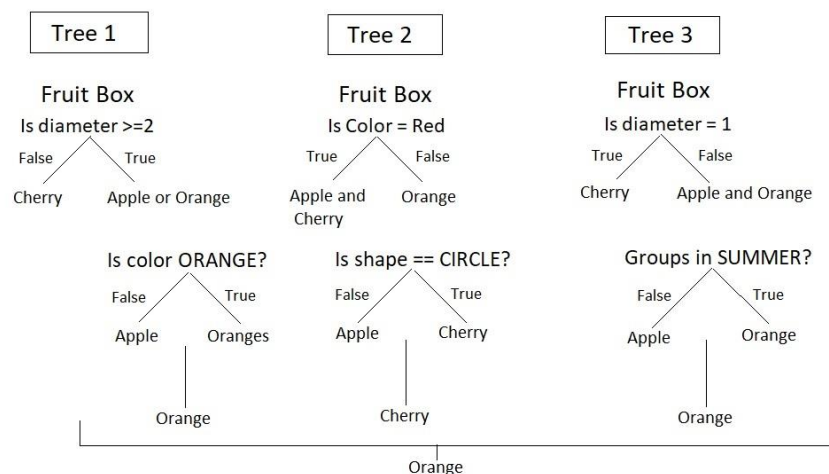 Tree 1
Fruit Box
Is diameter >=2
False
True
Cherry
Apple or Orange
Is color ORANGE?
False
True
Apple
Oranges
Orange
Tree 2
Fruit Box
Is Color = Red
True
False
Apple and
Cherry
Orange
Is shape == CIRCLE?
False
True
Apple
Cherry
Cherry
Tree 3
Fruit Box
Is diameter = 1
True
False
Cherry
Apple and Orange
Groups in SUMMER?
False
True
Apple
Orange
Orange
Orange